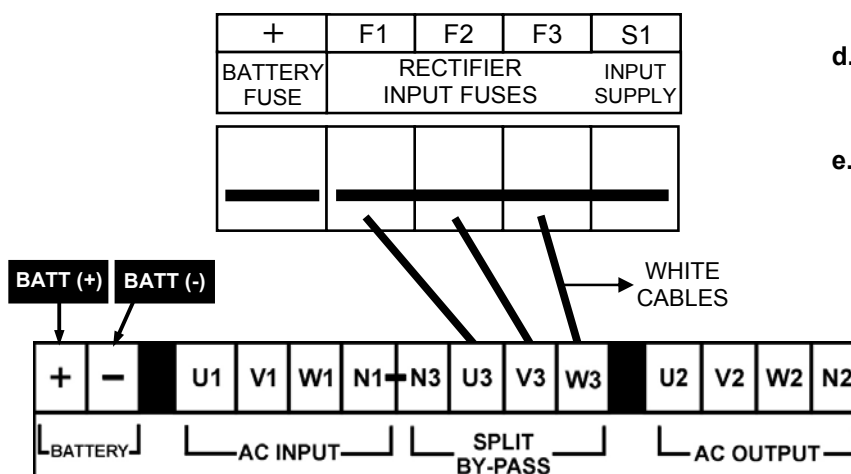 + F1 F2 F3 S1
BATTERY FUSE RECTIFIER INPUT FUSES INPUT SUPPLY
d.
e.
WHITE
CABLES
BATT (+) BATT (-)
+ - U1 V1 W1 N1 N3 U3 V3 W3 U2 V2 W2 N2
BATTERY AC INPUT SPLIT BY-PASS AC OUTPUT